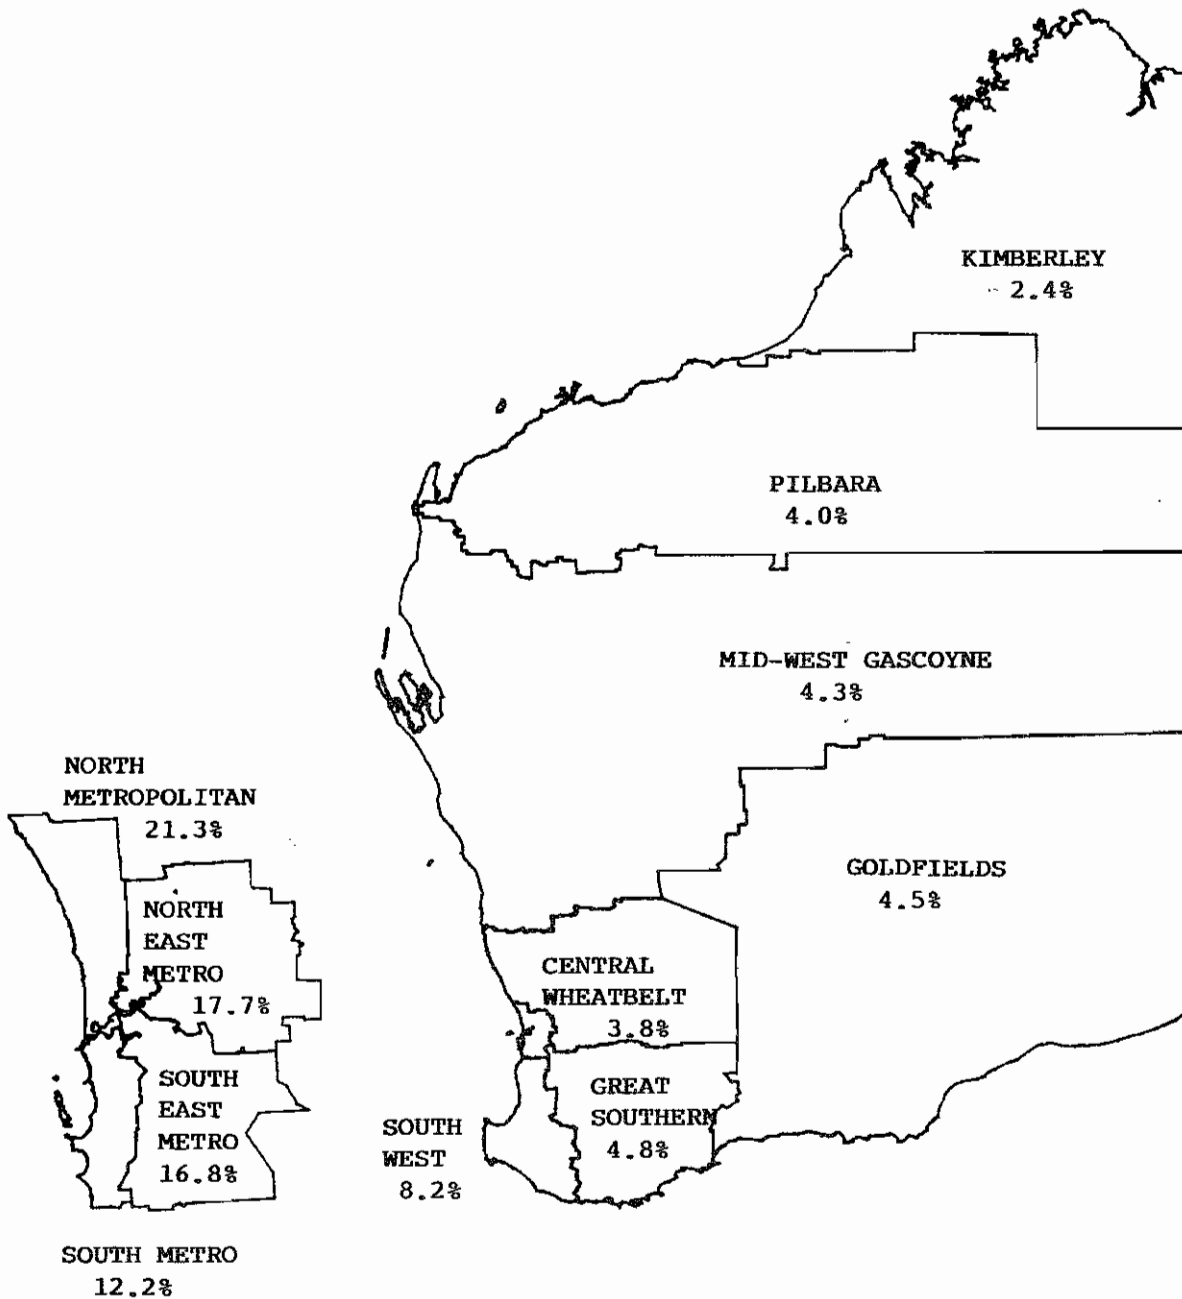 KIMBERLEY
2.4%
PILBARA
4.0%
MID-WEST GASCOYNE
4.3%
NORTH
METROPOLITAN
21.3%
GOLDFIELDS
4.5%
NORTH
EAST
METRO
17.7%
CENTRAL
WHEATBELT
3.8%
SOUTH
EAST
METRO
16.8%
GREAT
SOUTHERN
4.8%
SOUTH
WEST
8.2%
SOUTH METRO
12.2%